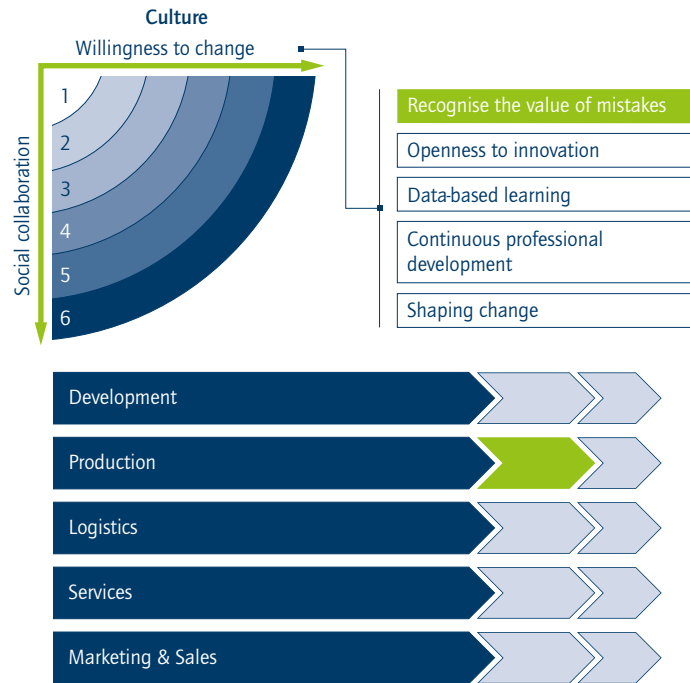 Culture
Willingness to change
Social collaboration
1
2
3
4
5
6
Recognise the value of mistakes
Openness to innovation
Data-based learning
Continuous professional
development
Shaping change
Development
Production
Logistics
Services
Marketing & Sales